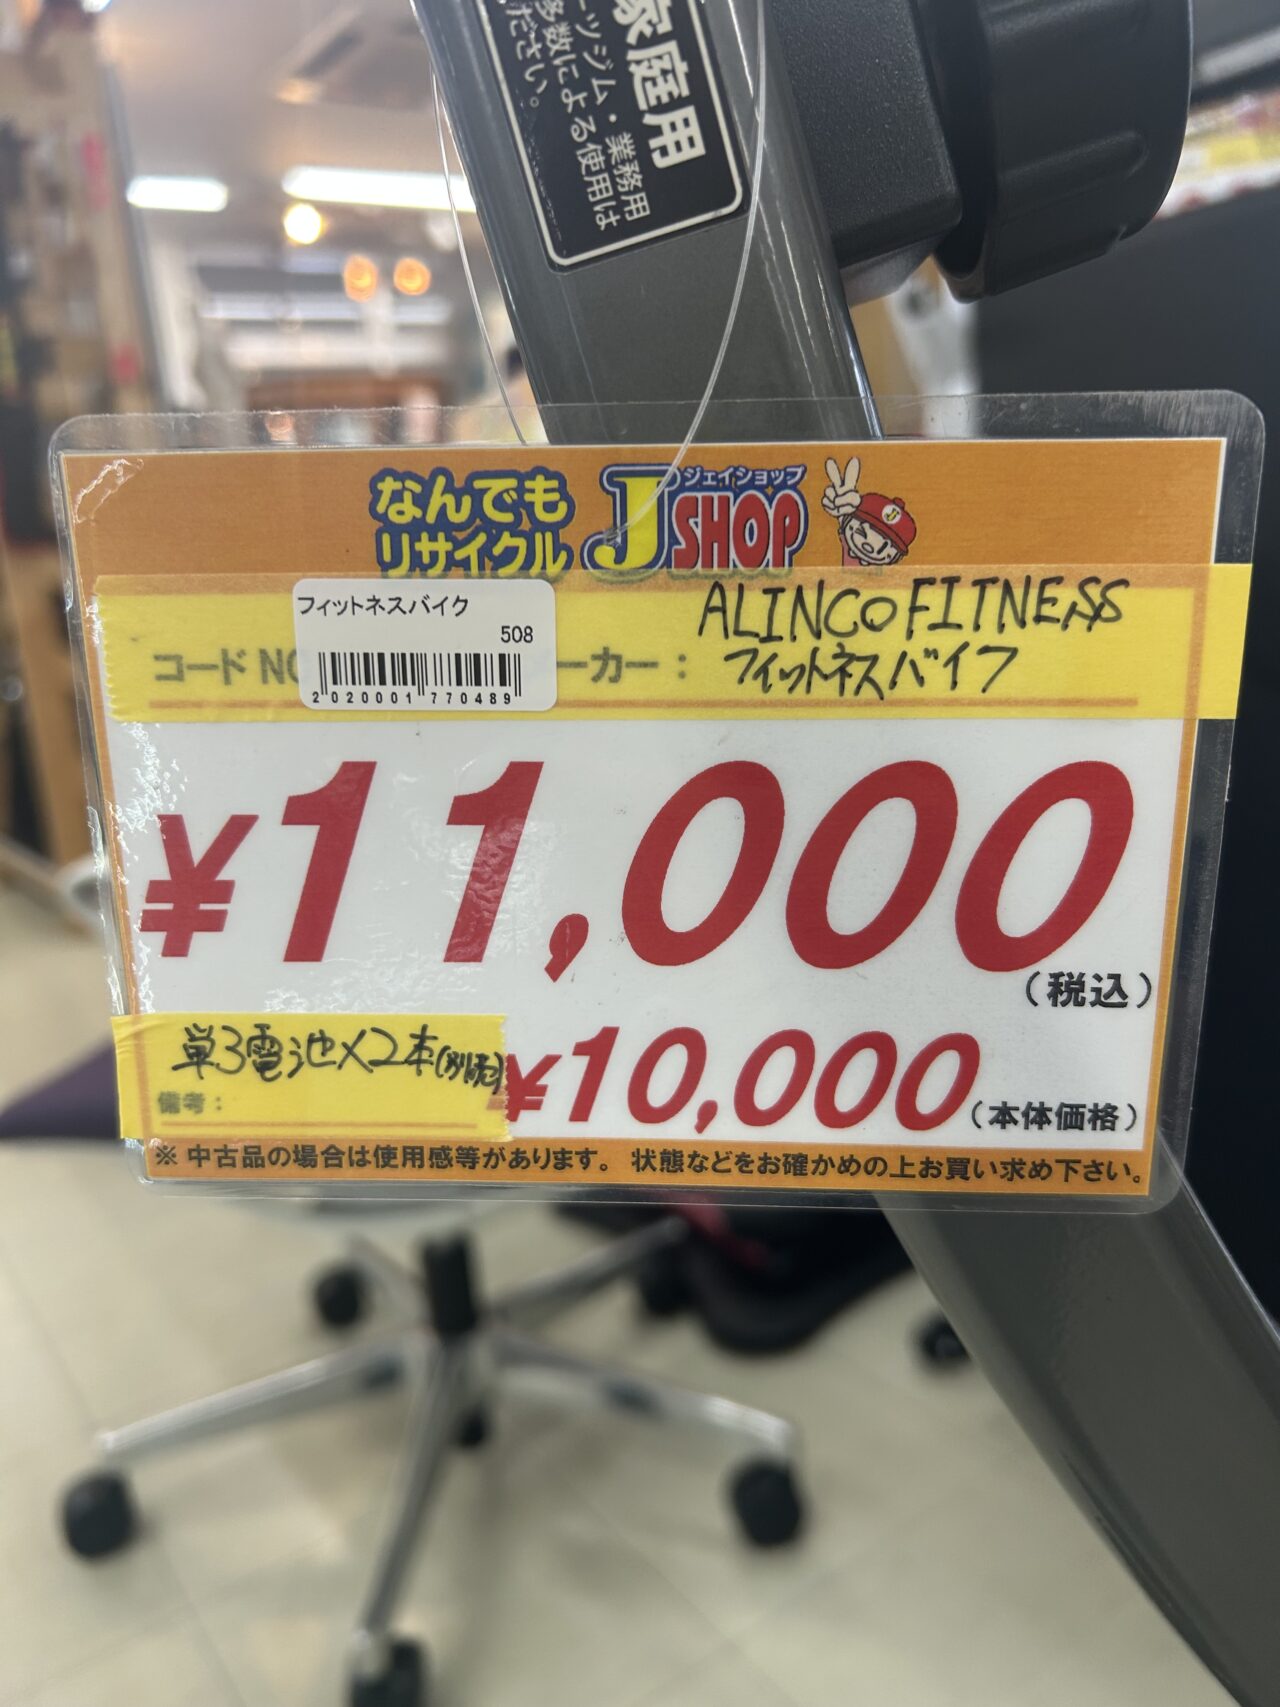 家庭用
ーツジム・業務用
多数による使用は
ださい。
なんでも
リサイクル
ジェイショップ
J SHOP
フィットネスバイク
508
2 020001 770489
コードNO
ーカー：
ALINCO FITNESS
フィットネスバイク
¥11,000
(税込)
単3電池×2本(別売)
備考：
¥10,000(本体価格)
※ 中古品の場合は使用感等があります。 状態などをお確かめの上お買い求め下さい。